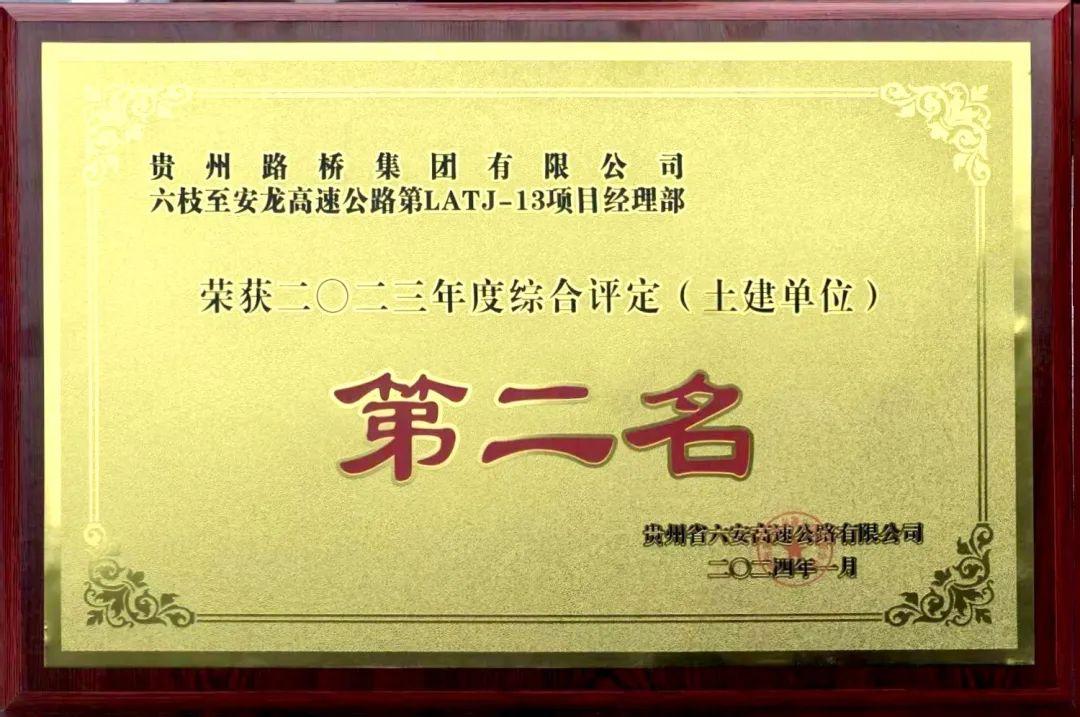 贵州路桥集团有限公司
六枝至安龙高速公路第LATJ-13项目经理部
荣获二〇二三年度综合评定（土建单位）
第二名
贵州省六安高速公路有限公司
二〇二四年一月